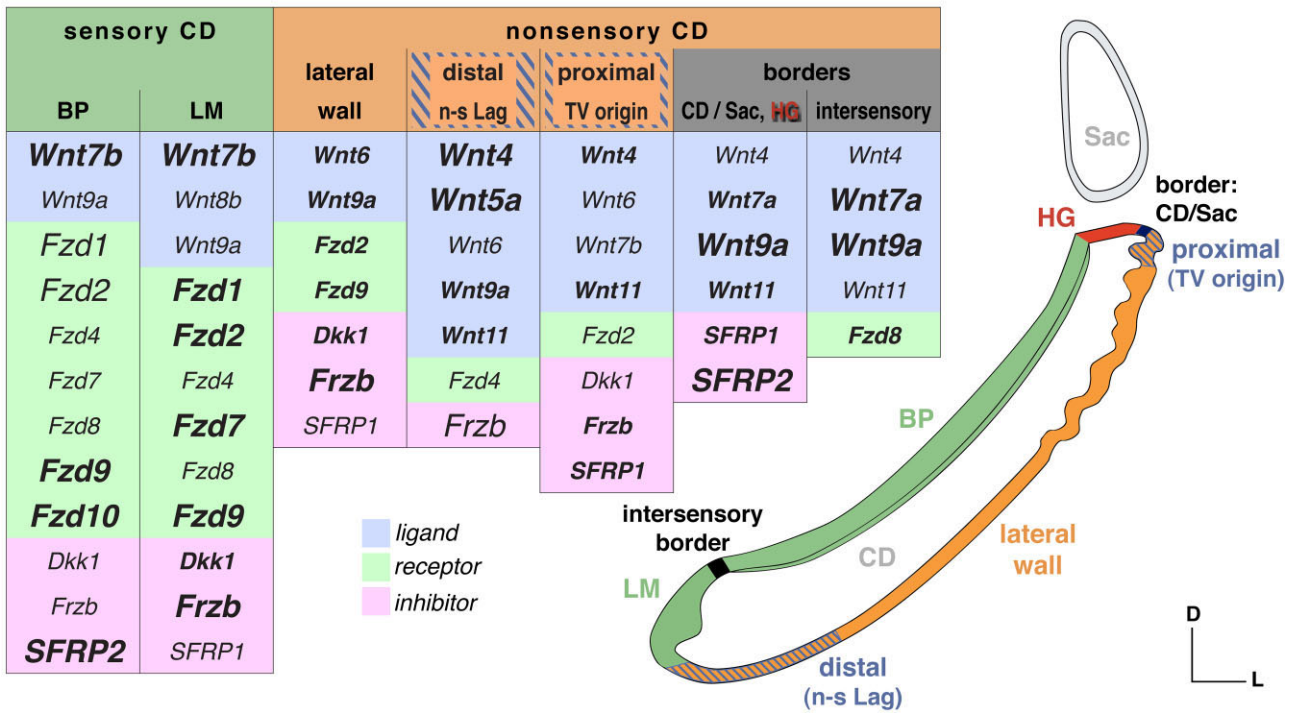 sensory CD
nonsensory CD
BP
LM
lateral
wall
distal
n-s Lag
proximal
TV origin
borders
CD / Sac, HG
intersensory
Wnt7b Wnt7b Wnt6 Wnt4 Wnt4 Wnt4 Wnt4
Wnt9a Wnt8b Wnt9a Wnt5a Wnt6 Wnt7a Wnt7a
Fzd1 Wnt9a Fzd2 Wnt6 Wnt7b Wnt9a Wnt9a
Fzd2 Fzd1 Fzd9 Wnt9a Wnt11 Wnt11 Wnt11
Fzd4 Fzd2 Dkk1 Wnt11 Fzd2 SFRP1 Fzd8
Fzd7 Fzd4 Frzb Fzd4 Dkk1 SFRP2
Fzd8 Fzd7 SFRP1 Frzb Frzb
Fzd9 Fzd8 SFRP1
Fzd10 Fzd9
Dkk1 Dkk1
Frzb Frzb
SFRP2 SFRP1
ligand
receptor
inhibitor
Sac
border:
CD/Sac
HG
proximal
(TV origin)
BP
intersensory
border
CD
lateral
wall
LM
distal
(n-s Lag)
D
L